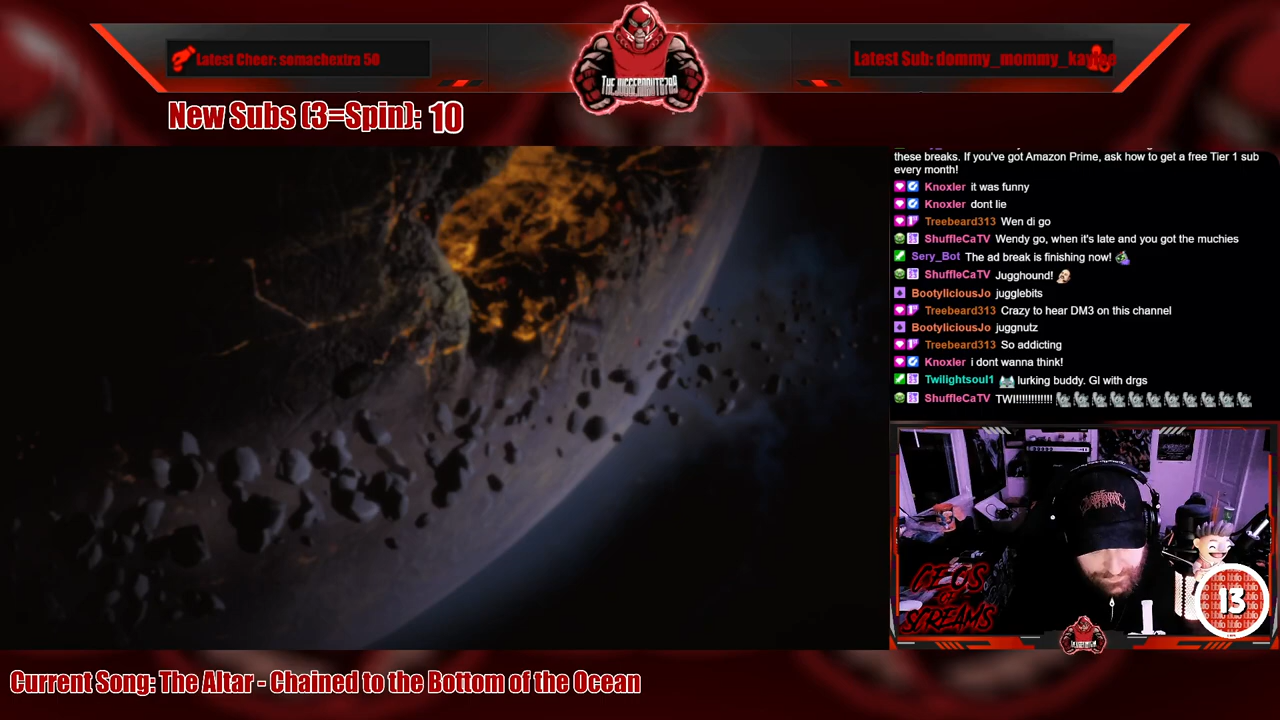 Latest Cheer: somachextra 50
THEJUGGERNAUT6789
Latest Sub: dommy_mommy_kaylee
New Subs (3=Spin): 10
these breaks. If you've got Amazon Prime, ask how to get a free Tier 1 sub
every month!
Knoxler it was funny
Knoxler dont lie
Treebeard313 Wen di go
ShuffleCaTV Wendy go, when it's late and you got the muchies
Sery_Bot The ad break is finishing now!
ShuffleCaTV Jugghound!
BootyliciousJo jugglebits
Treebeard313 Crazy to hear DM3 on this channel
BootyliciousJo juggnutz
Treebeard313 So addicting
Knoxler i dont wanna think!
Twilightsoul1 lurking buddy. Gl with drgs
ShuffleCaTV TWI!!!!!!!!!!!!
SCREAMS
13
Current Song: The Altar - Chained to the Bottom of the Ocean